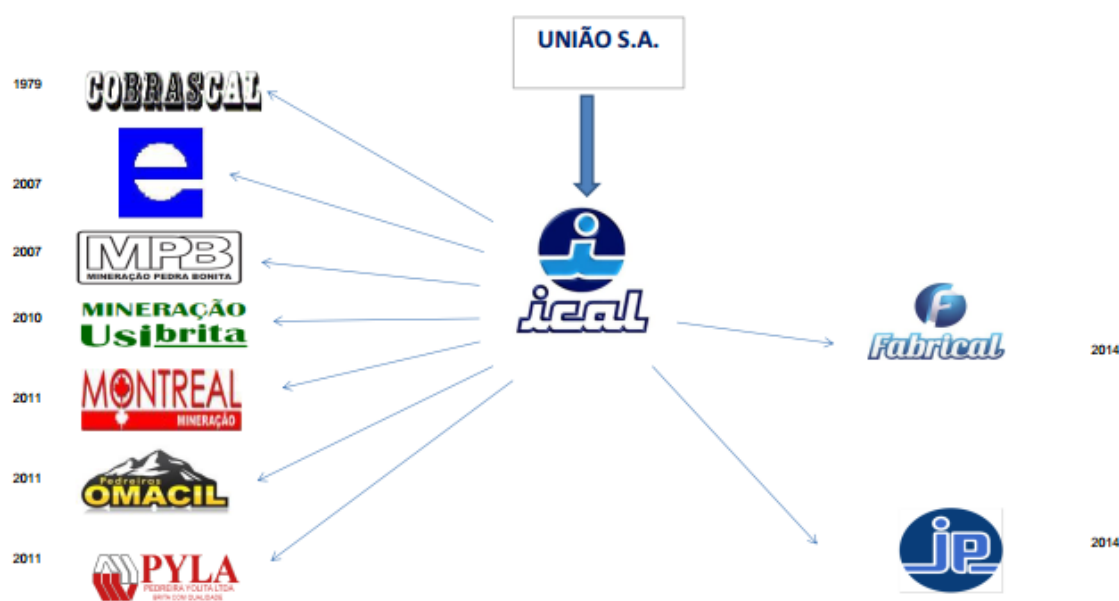 UNIÃO S.A.
1979
COBRASCAL
e
2007
2007
MPB
MINERAÇÃO PEDRA BONITA
2010
MINERAÇÃO
Usibrita
2011
MONTREAL
MINERAÇÃO
2011
Pedreiras
OMACIL
2011
PYLA
PEDREIRA YOLITA LTDA
BRITA COM QUALIDADE
i
ical
F
Fabrical
2014
jp
2014